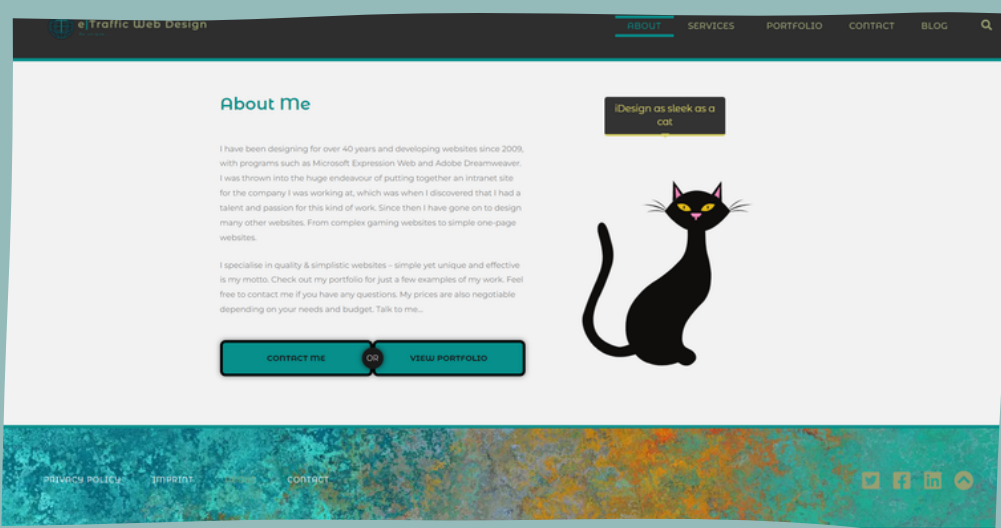 e|Traffic Web Design
ABOUT
SERVICES
PORTFOLIO
CONTACT
BLOG
About Me
I have been designing for over 40 years and developing websites since 2009,
with programs such as Microsoft Expression Web and Adobe Dreamweaver.
I was thrown into the huge endeavour of putting together an intranet site
for the company I was working at, which was when I discovered that I had a
talent and passion for this kind of work. Since then I have gone on to design
many other websites. From complex gaming websites to simple one-page
websites.
I specialise in quality & simplistic websites – simple yet unique and effective
is my motto. Check out my portfolio for just a few examples of my work. Feel
free to contact me if you have any questions. My prices are also negotiable
depending on your needs and budget. Talk to me...
CONTACT ME
OR
VIEW PORTFOLIO
iDesign as sleek as a
cat
PRIVACY POLICY
IMPRINT
CONTACT